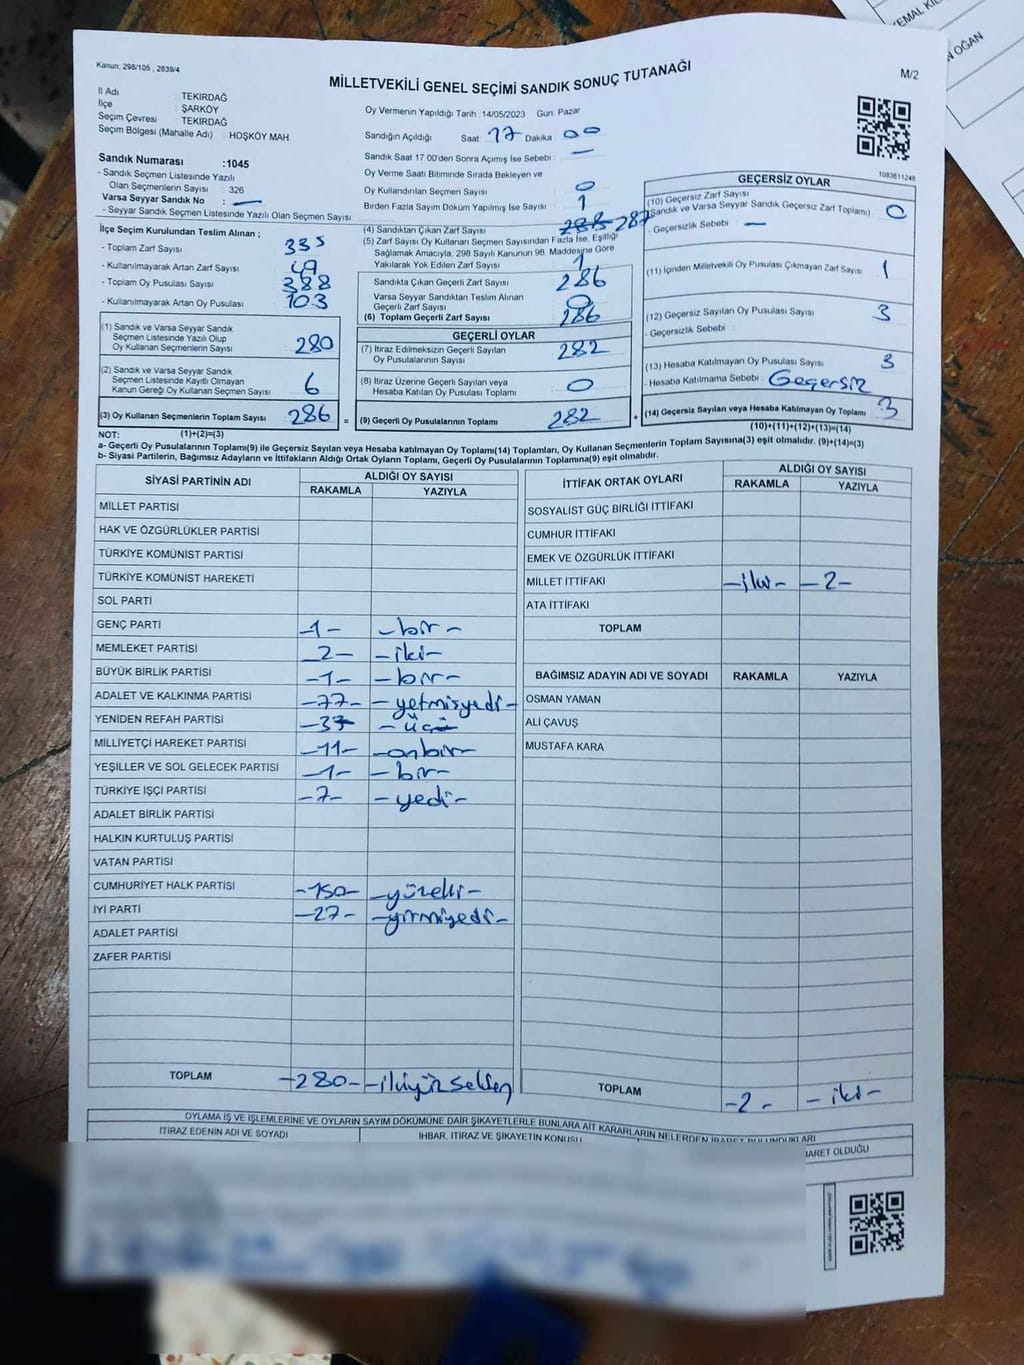 KEMAL KIL
N OĞAN
Kanun: 298/105 , 2839/4
MİLLETVEKİLİ GENEL SEÇİMİ SANDIK SONUÇ TUTANAĞI
M/2
İl Adı : TEKİRDAĞ
İlçe : ŞARKÖY
Seçim Çevresi : TEKİRDAĞ
Seçim Bölgesi (Mahalle Adı) : HOŞKÖY MAH.
Sandık Numarası :1045
- Sandık Seçmen Listesinde Yazılı
Olan Seçmenlerin Sayısı : 326
Varsa Seyyar Sandık No : —
- Seyyar Sandık Seçmen Listesinde Yazılı Olan Seçmen Sayısı:
Oy Vermenin Yapıldığı Tarih : 14/05/2023 Gün: Pazar
Sandığın Açıldığı Saat: 17 Dakika: 00
Sandık Saat 17.00'den Sonra Açılmış İse Sebebi : —
Oy Verme Saati Bitiminde Sırada Bekleyen ve
Oy Kullandırılan Seçmen Sayısı : 0
Birden Fazla Sayım Döküm Yapılmış İse Sayısı : 1
İlçe Seçim Kurulundan Teslim Alınan ;
- Toplam Zarf Sayısı : 335
- Kullanılmayarak Artan Zarf Sayısı : 49
- Toplam Oy Pusulası Sayısı : 388
- Kullanılmayarak Artan Oy Pusulası : 103
(1) Sandık ve Varsa Seyyar Sandık
Seçmen Listesinde Yazılı Olup
Oy Kullanan Seçmenlerin Sayısı : 280
(2) Sandık ve Varsa Seyyar Sandık
Seçmen Listesinde Kayıtlı Olmayan
Kanun Gereği Oy Kullanan Seçmen Sayısı : 6
(3) Oy Kullanan Seçmenlerin Toplam Sayısı : 286 =
(4) Sandıktan Çıkan Zarf Sayısı : 287
(5) Zarf Sayısı Oy Kullanan Seçmen Sayısından Fazla İse, Eşitliği
Sağlamak Amacıyla, 298 Sayılı Kanunun 98. Maddesine Göre
Yakılarak Yok Edilen Zarf Sayısı : 1
Sandıkta Çıkan Geçerli Zarf Sayısı : 286
Varsa Seyyar Sandıktan Teslim Alınan
Geçerli Zarf Sayısı : 0
(6) Toplam Geçerli Zarf Sayısı : 286
GEÇERLİ OYLAR
(7) İtiraz Edilmeksizin Geçerli Sayılan
Oy Pusulalarının Sayısı : 282
(8) İtiraz Üzerine Geçerli Sayılan veya
Hesaba Katılan Oy Pusulası Toplamı : 0
(9) Geçerli Oy Pusulalarının Toplamı : 282 +
1083611248
GEÇERSİZ OYLAR
(10) Geçersiz Zarf Sayısı
(Sandık ve Varsa Seyyar Sandık Geçersiz Zarf Toplamı) : 0
- Geçersizlik Sebebi : —
(11) İçinden Milletvekili Oy Pusulası Çıkmayan Zarf Sayısı : 1
(12) Geçersiz Sayılan Oy Pusulası Sayısı : 3
- Geçersizlik Sebebi :
(13) Hesaba Katılmayan Oy Pusulası Sayısı : 3
- Hesaba Katılmama Sebebi : Geçersiz
(14) Geçersiz Sayılan veya Hesaba Katılmayan Oy Toplamı : 3
NOT: (1)+(2)=(3)
(10)+(11)+(12)+(13)=(14)
a- Geçerli Oy Pusulalarının Toplamı(9) ile Geçersiz Sayılan veya Hesaba katılmayan Oy Toplamı(14) Toplamları, Oy Kullanan Seçmenlerin Toplam Sayısına(3) eşit olmalıdır. (9)+(14)=(3)
b- Siyasi Partilerin, Bağımsız Adayların ve İttifakların Aldığı Ortak Oyların Toplamı, Geçerli Oy Pusulalarının Toplamına(9) eşit olmalıdır.
SİYASİ PARTİNİN ADI ALDIĞI OY SAYISI
RAKAMLA YAZIYLA
MİLLET PARTİSİ
HAK VE ÖZGÜRLÜKLER PARTİSİ
TÜRKİYE KOMÜNİST PARTİSİ
TÜRKİYE KOMÜNİST HAREKETİ
SOL PARTİ
GENÇ PARTİ -1- -bir-
MEMLEKET PARTİSİ -2- -iki-
BÜYÜK BİRLİK PARTİSİ -1- -bir-
ADALET VE KALKINMA PARTİSİ -77- -yetmişyedi-
YENİDEN REFAH PARTİSİ
MİLLİYETÇİ HAREKET PARTİSİ -11- -onbir-
YEŞİLLER VE SOL GELECEK PARTİSİ -1- -bir-
TÜRKİYE İŞÇİ PARTİSİ -7- -yedi-
ADALET BİRLİK PARTİSİ
HALKIN KURTULUŞ PARTİSİ
VATAN PARTİSİ
CUMHURİYET HALK PARTİSİ -150- -yüzelli-
İYİ PARTİ -27- -yirmiyedi-
ADALET PARTİSİ
ZAFER PARTİSİ
TOPLAM -280- -ikiyüzseksen
İTTİFAK ORTAK OYLARI ALDIĞI OY SAYISI
RAKAMLA YAZIYLA
SOSYALİST GÜÇ BİRLİĞİ İTTİFAKI
CUMHUR İTTİFAKI
EMEK VE ÖZGÜRLÜK İTTİFAKI
MİLLET İTTİFAKI -iki- -2-
ATA İTTİFAKI
TOPLAM
BAĞIMSIZ ADAYIN ADI VE SOYADI RAKAMLA YAZIYLA
OSMAN YAMAN
ALİ ÇAVUŞ
MUSTAFA KARA
TOPLAM -2- -iki-
OYLAMA İŞ VE İŞLEMLERİNE VE OYLARIN SAYIM DÖKÜMÜNE DAİR ŞİKAYETLERLE BUNLARA AİT KARARLARIN NELERDEN İBARET BULUNDUKLARI
İTİRAZ EDENİN ADI VE SOYADI İHBAR, İTİRAZ VE ŞİKAYETİN KONUSU BARET OLDUĞU